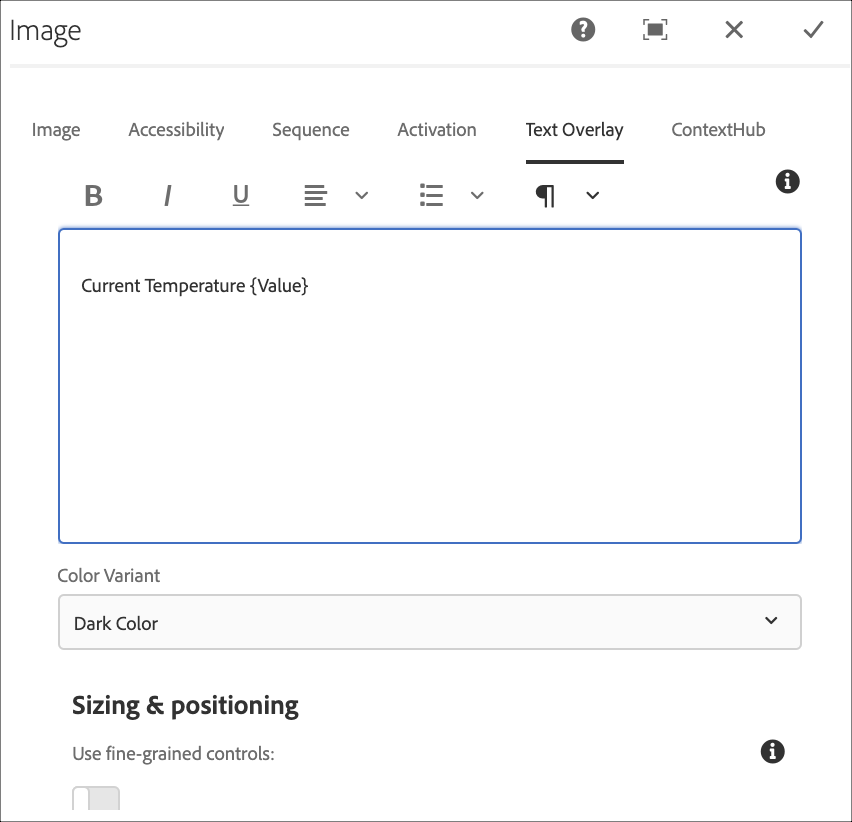 Image
Image Accessibility Sequence Activation Text Overlay ContextHub
B I U
Current Temperature {Value}
Color Variant
Dark Color
Sizing & positioning
Use fine-grained controls: